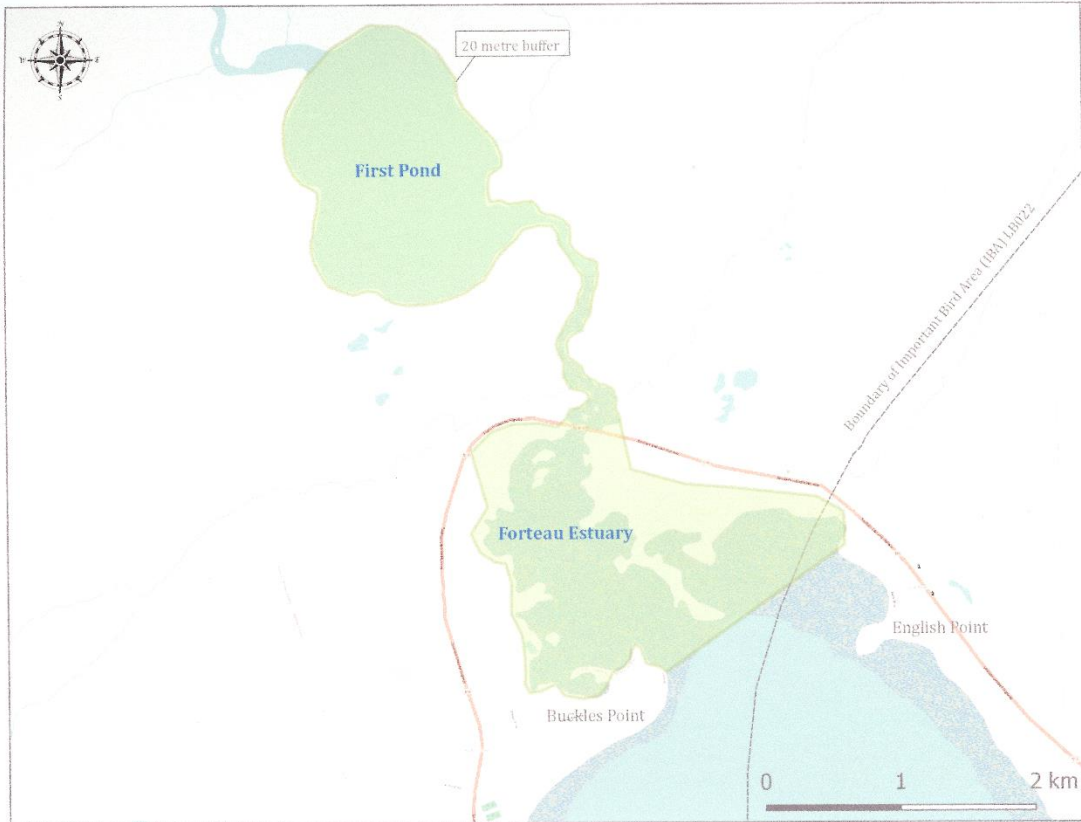 N
20 metre buffer
First Pond
Boundary of Important Bird Area (IBA) LB022
Forteau Estuary
English Point
Buckles Point
0 1 2 km